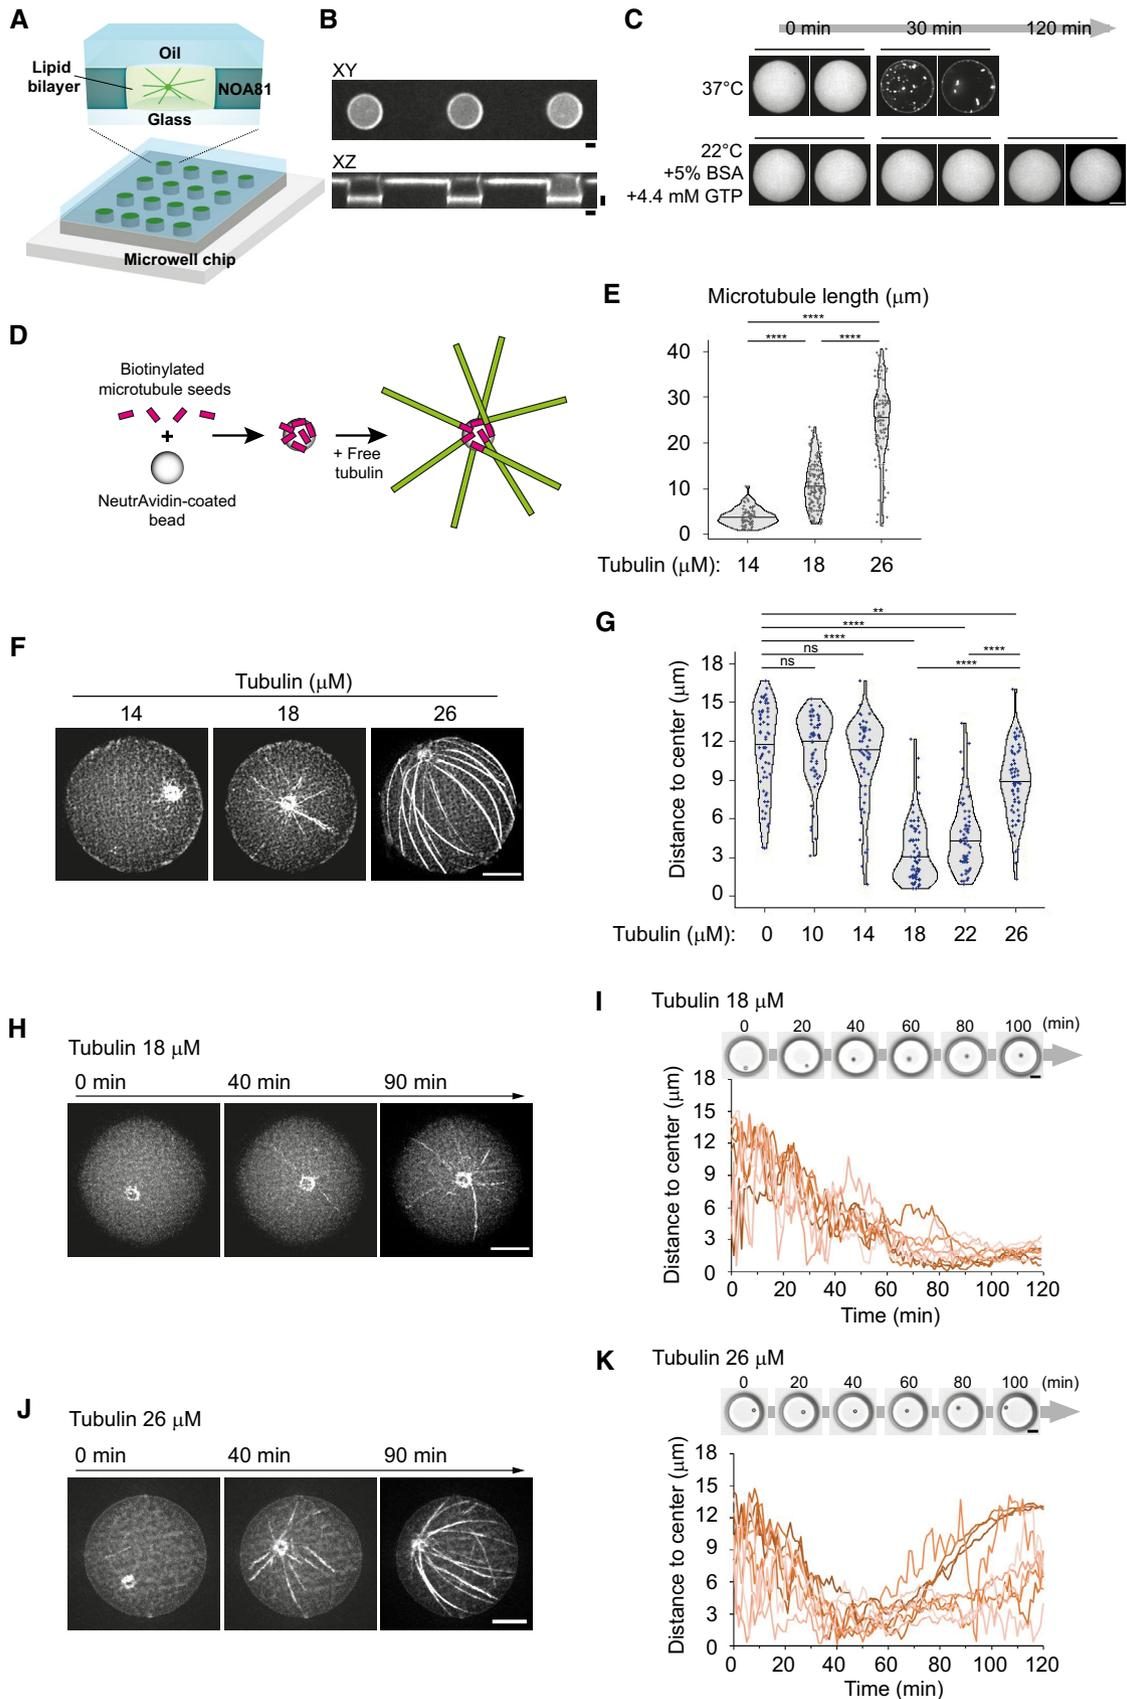 A
Oil
Lipid
bilayer
NOA81
Glass
Microwell chip
B
XY
XZ
C
0 min 30 min 120 min
37°C
22°C
+5% BSA
+4.4 mM GTP
D
Biotinylated
microtubule seeds
+
NeutrAvidin-coated
bead
+ Free
tubulin
E
Microtubule length (µm)
****
**** ****
40
30
20
10
0
Tubulin (µM): 14 18 26
F
Tubulin (µM)
14 18 26
G
**
****
****
ns ****
ns ****
Distance to center (µm)
18
15
12
9
6
3
0
Tubulin (µM): 0 10 14 18 22 26
H
Tubulin 18 µM
0 min 40 min 90 min
I
Tubulin 18 µM
0 20 40 60 80 100 (min)
Distance to center (µm)
18
15
12
9
6
3
0
0 20 40 60 80 100 120
Time (min)
J
Tubulin 26 µM
0 min 40 min 90 min
K
Tubulin 26 µM
0 20 40 60 80 100 (min)
Distance to center (µm)
18
15
12
9
6
3
0
0 20 40 60 80 100 120
Time (min)